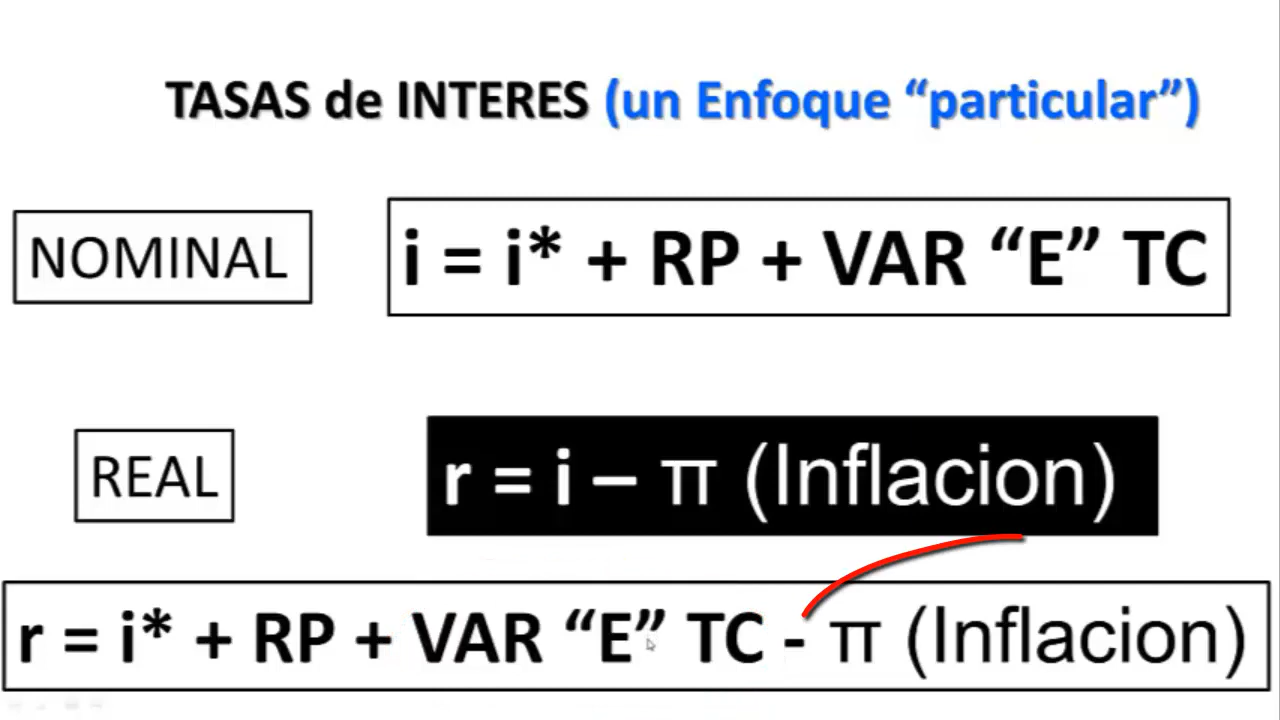 TASAS de INTERES (un Enfoque “particular”)
NOMINAL
i = i* + RP + VAR “E” TC
REAL
r = i – π (Inflacion)
r = i* + RP + VAR “E” TC - π (Inflacion)